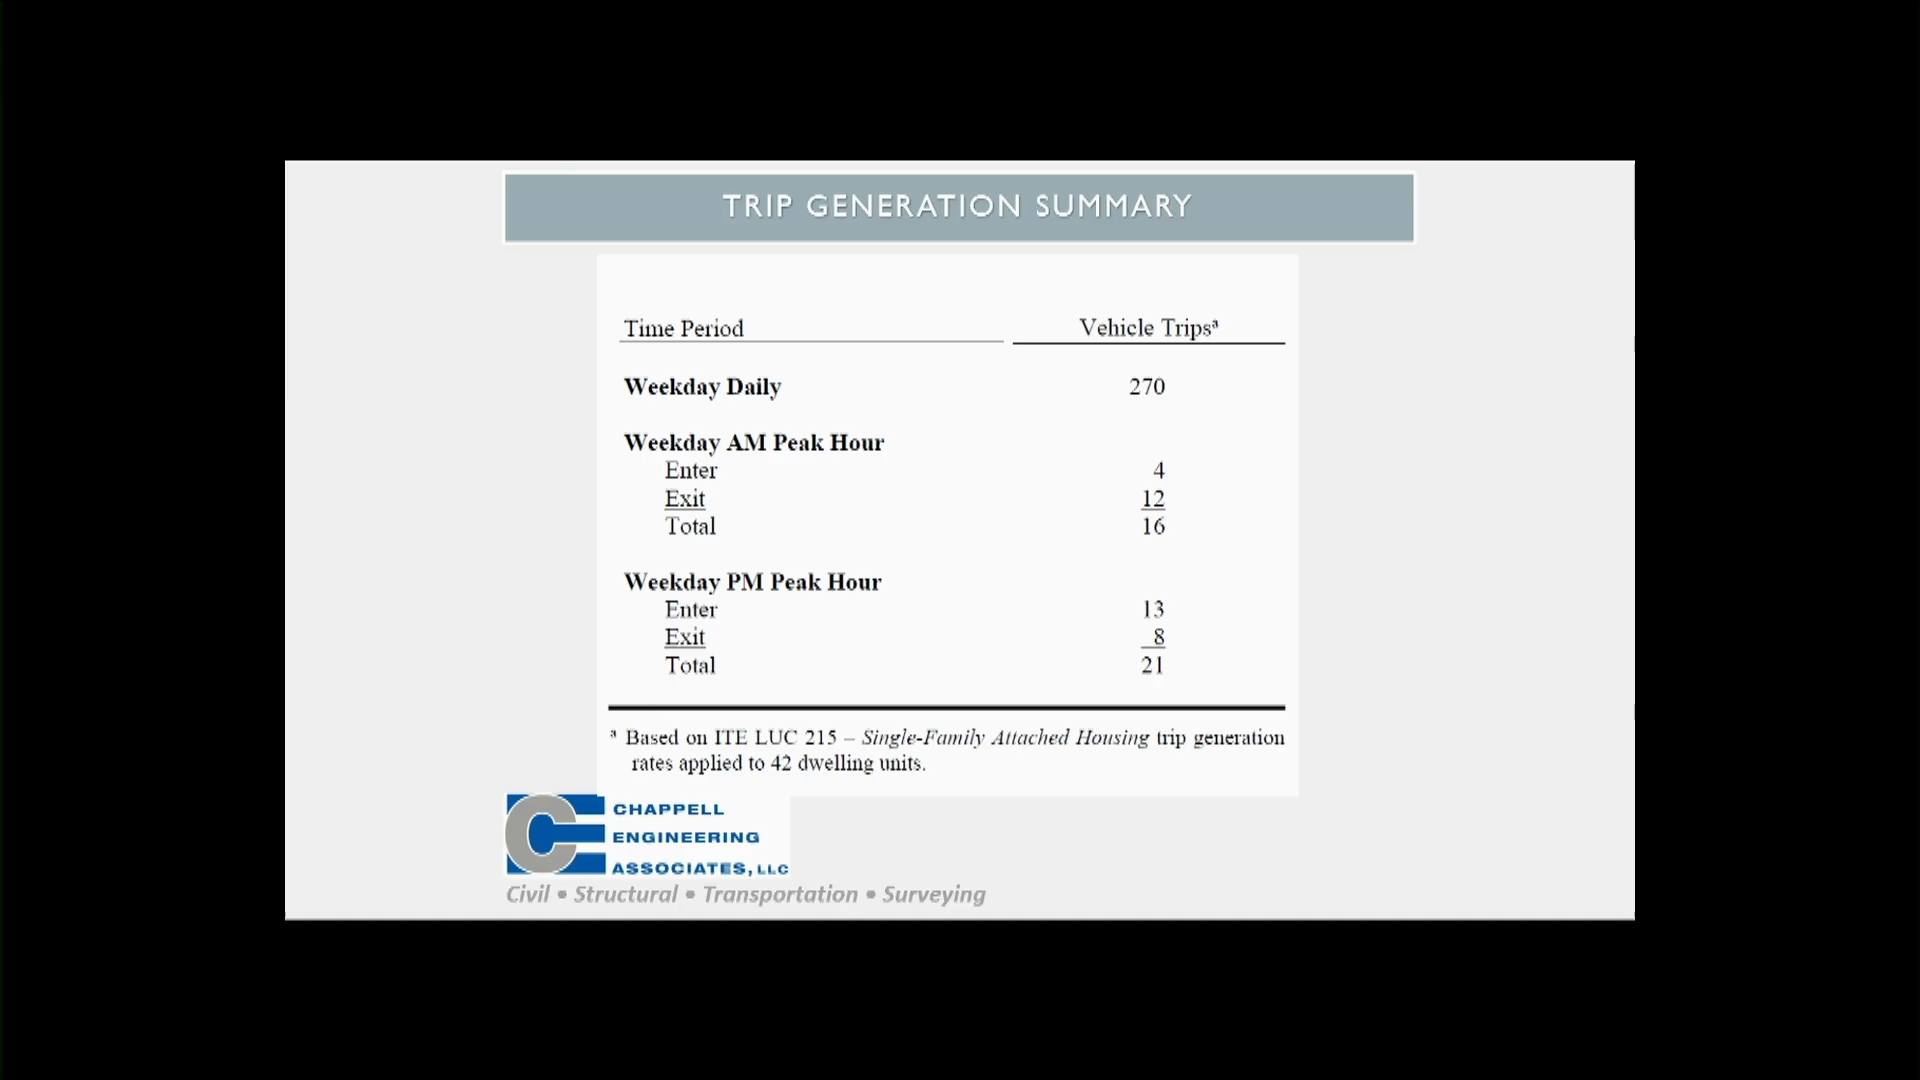 TRIP GENERATION SUMMARY
Time Period Vehicle Tripsª
Weekday Daily 270
Weekday AM Peak Hour
Enter 4
Exit 12
Total 16
Weekday PM Peak Hour
Enter 13
Exit 8
Total 21
ª Based on ITE LUC 215 – Single-Family Attached Housing trip generation
rates applied to 42 dwelling units.
CHAPPELL
ENGINEERING
ASSOCIATES, LLC
Civil • Structural • Transportation • Surveying